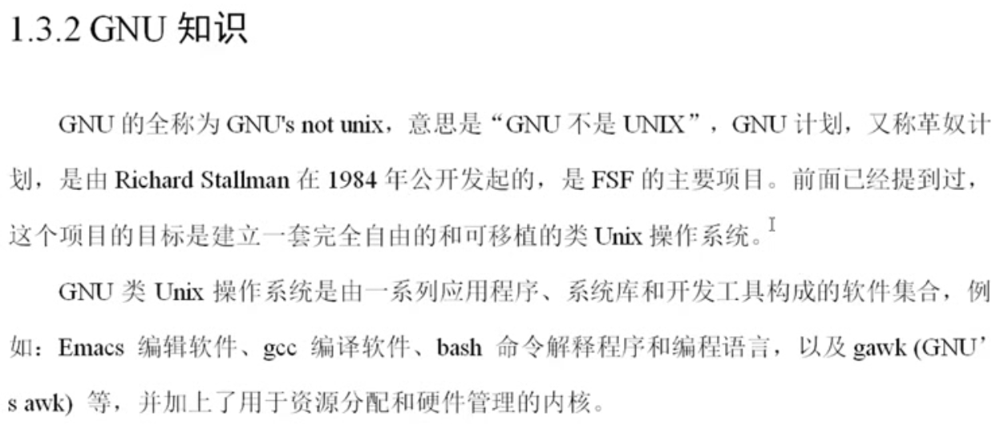 1.3.2 GNU 知识
GNU 的全称为 GNU's not unix，意思是“GNU 不是 UNIX”，GNU 计划，又称革奴计
划，是由 Richard Stallman 在 1984 年公开发起的，是 FSF 的主要项目。前面已经提到过，
这个项目的目标是建立一套完全自由的和可移植的类 Unix 操作系统。
GNU 类 Unix 操作系统是由一系列应用程序、系统库和开发工具构成的软件集合，例
如：Emacs 编辑软件、gcc 编译软件、bash 命令解释程序和编程语言，以及 gawk (GNU’
s awk) 等，并加上了用于资源分配和硬件管理的内核。